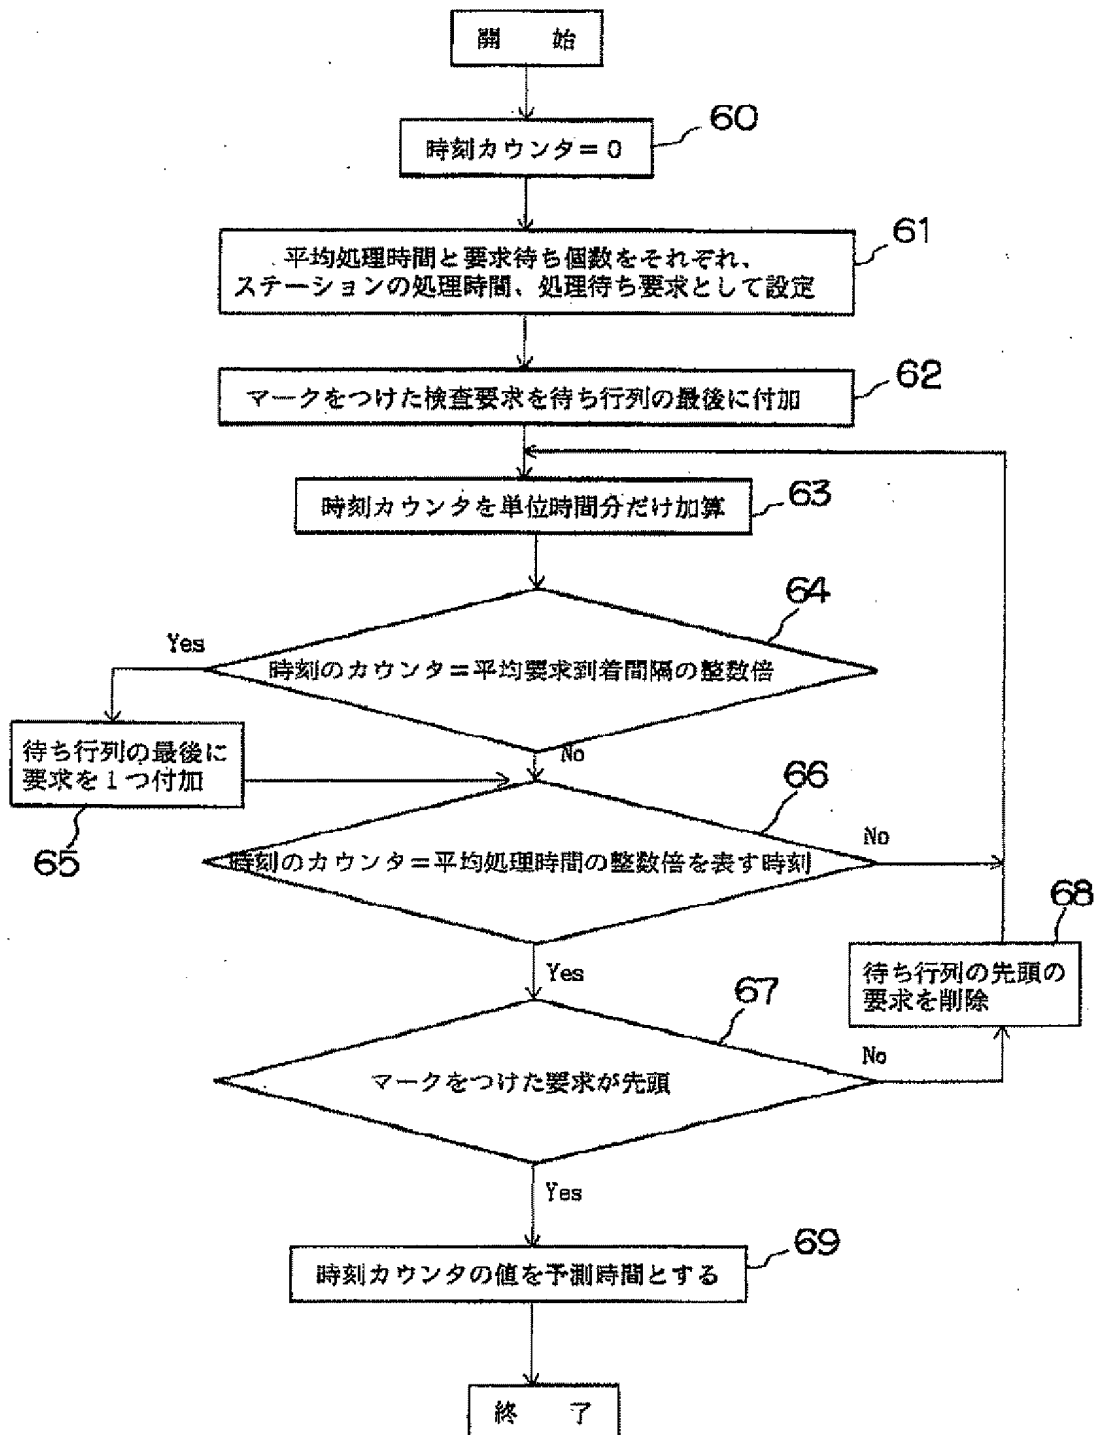 開 始
60
時刻カウンタ=0
61
平均処理時間と要求待ち個数をそれぞれ、
ステーションの処理時間、処理待ち要求として設定
62
マークをつけた検査要求を待ち行列の最後に付加
63
時刻カウンタを単位時間分だけ加算
64
Yes
時刻のカウンタ=平均要求到着間隔の整数倍
No
待ち行列の最後に
要求を1つ付加
65
66
No
時刻のカウンタ=平均処理時間の整数倍を表す時刻
68
Yes
待ち行列の先頭の
要求を削除
67
No
マークをつけた要求が先頭
Yes
69
時刻カウンタの値を予測時間とする
終 了